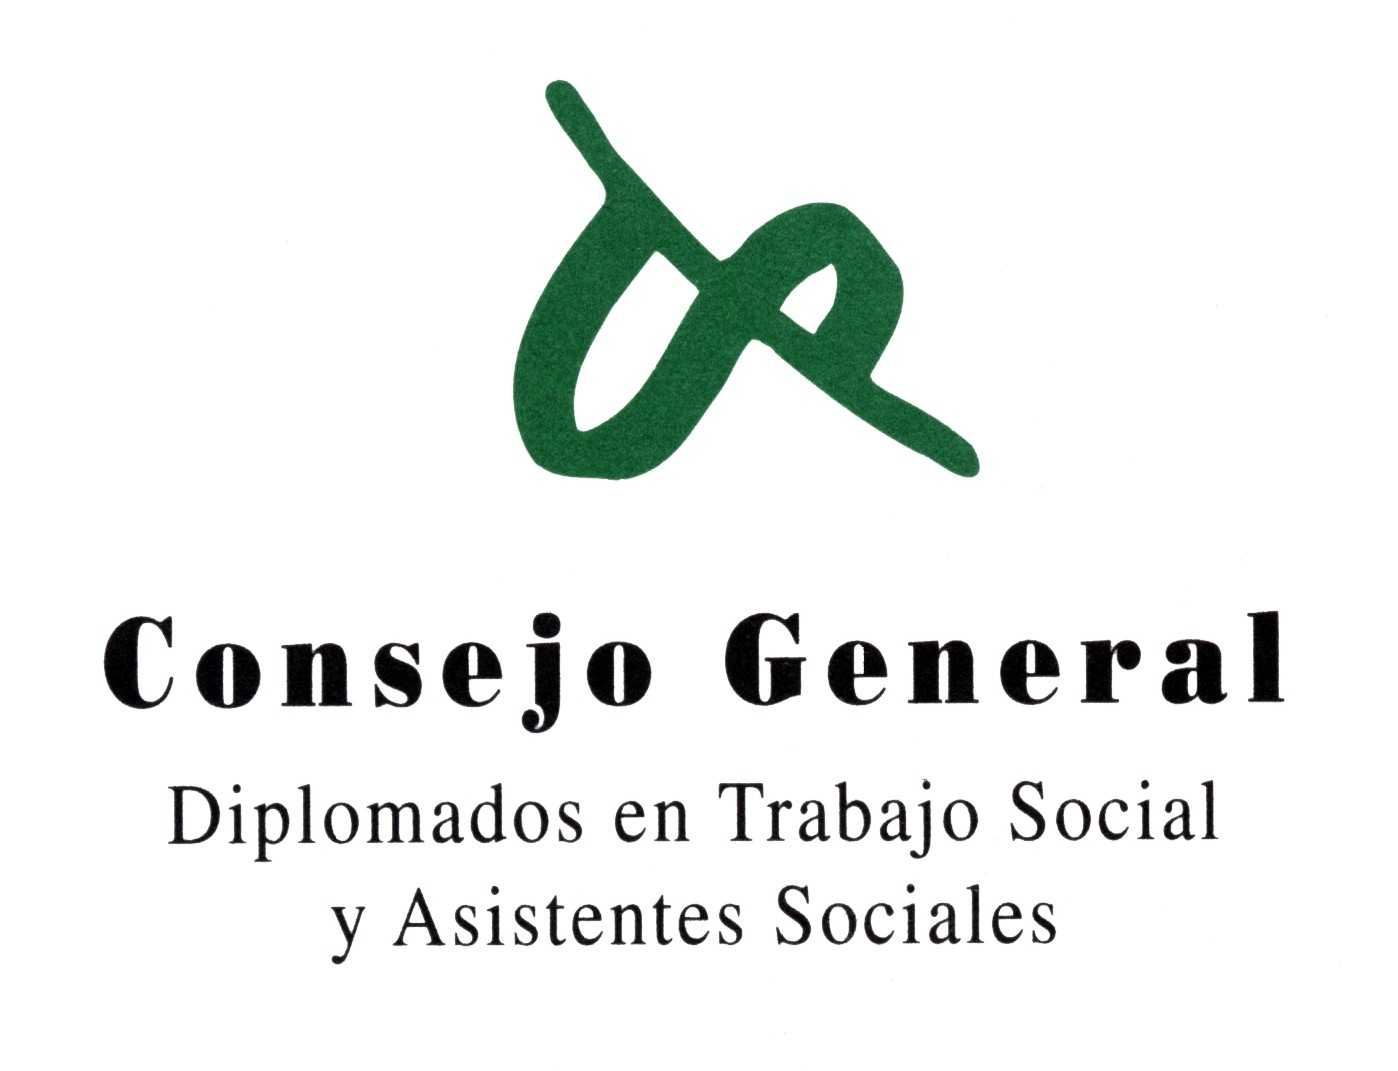 Consejo General
Diplomados en Trabajo Social
y Asistentes Sociales